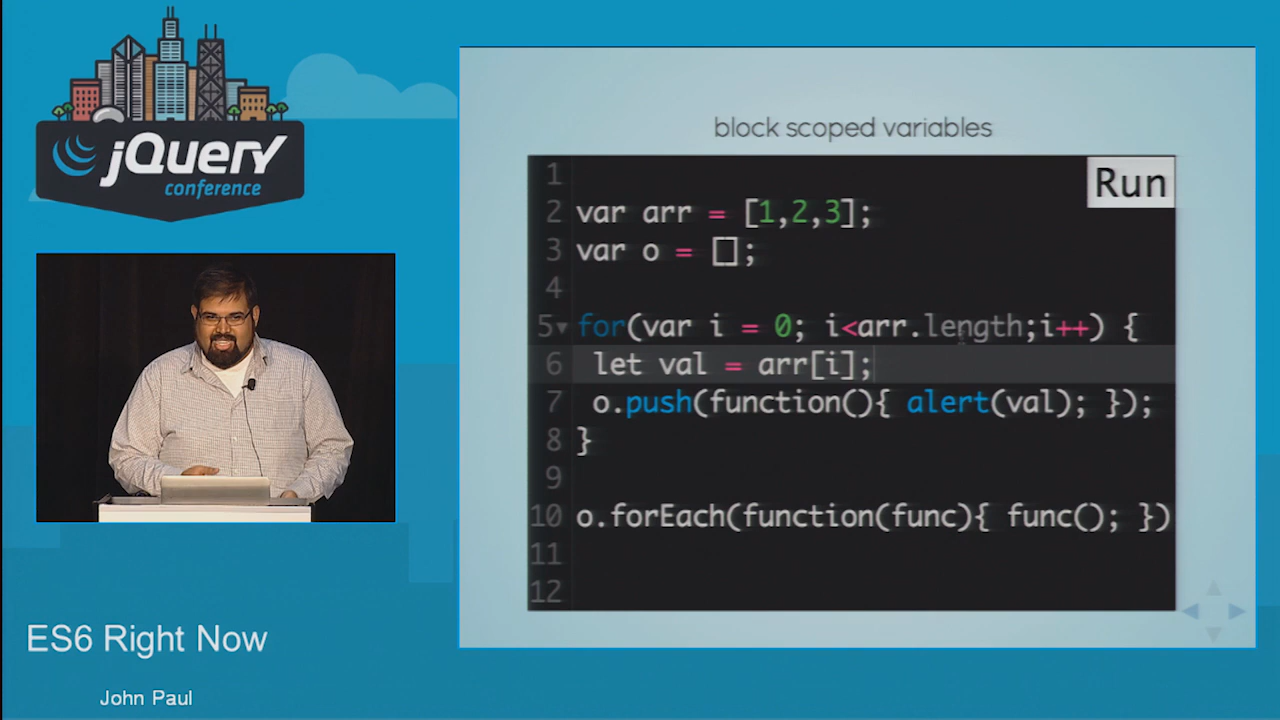 jQuery
conference
block scoped variables
Run
1
2 var arr = [1,2,3];
3 var o = [];
4
5 for(var i = 0; i<arr.length;i++) {
6 let val = arr[i];
7 o.push(function(){ alert(val); });
8 }
9
10 o.forEach(function(func){ func(); })
11
12
ES6 Right Now
John Paul